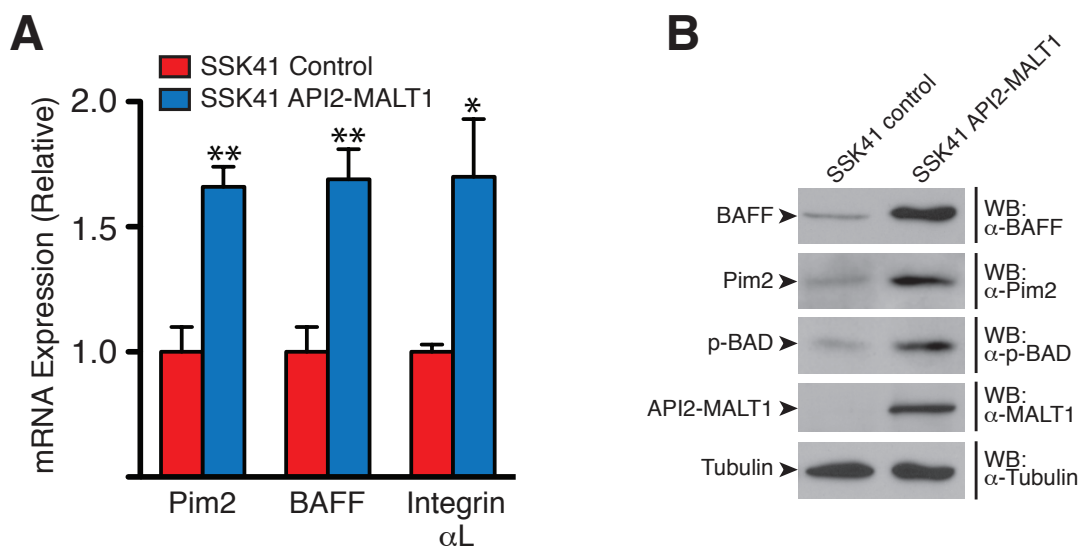 A
SSK41 Control
SSK41 API2-MALT1
mRNA Expression (Relative)
2.0
1.5
1.0
**
**
*
Pim2
BAFF
Integrin
αL
B
SSK41 control
SSK41 API2-MALT1
BAFF
WB:
α-BAFF
Pim2
WB:
α-Pim2
p-BAD
WB:
α-p-BAD
API2-MALT1
WB:
α-MALT1
Tubulin
WB:
α-Tubulin